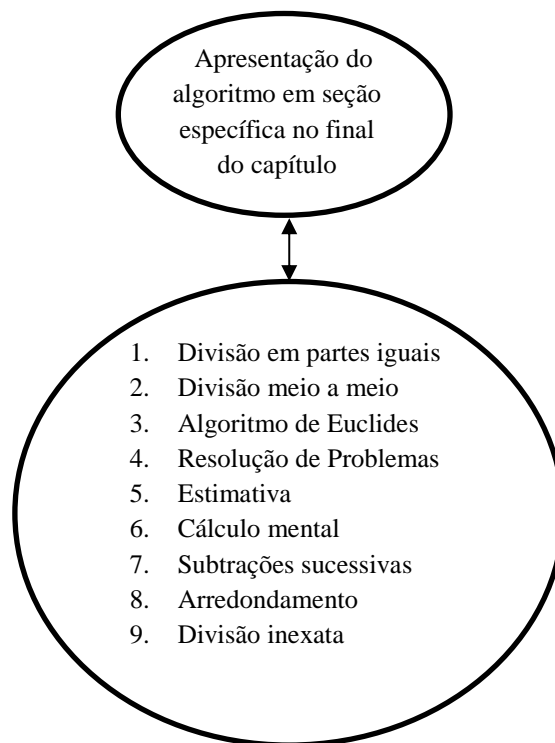 Apresentação do
algoritmo em seção
específica no final
do capítulo
1. Divisão em partes iguais
2. Divisão meio a meio
3. Algoritmo de Euclides
4. Resolução de Problemas
5. Estimativa
6. Cálculo mental
7. Subtrações sucessivas
8. Arredondamento
9. Divisão inexata